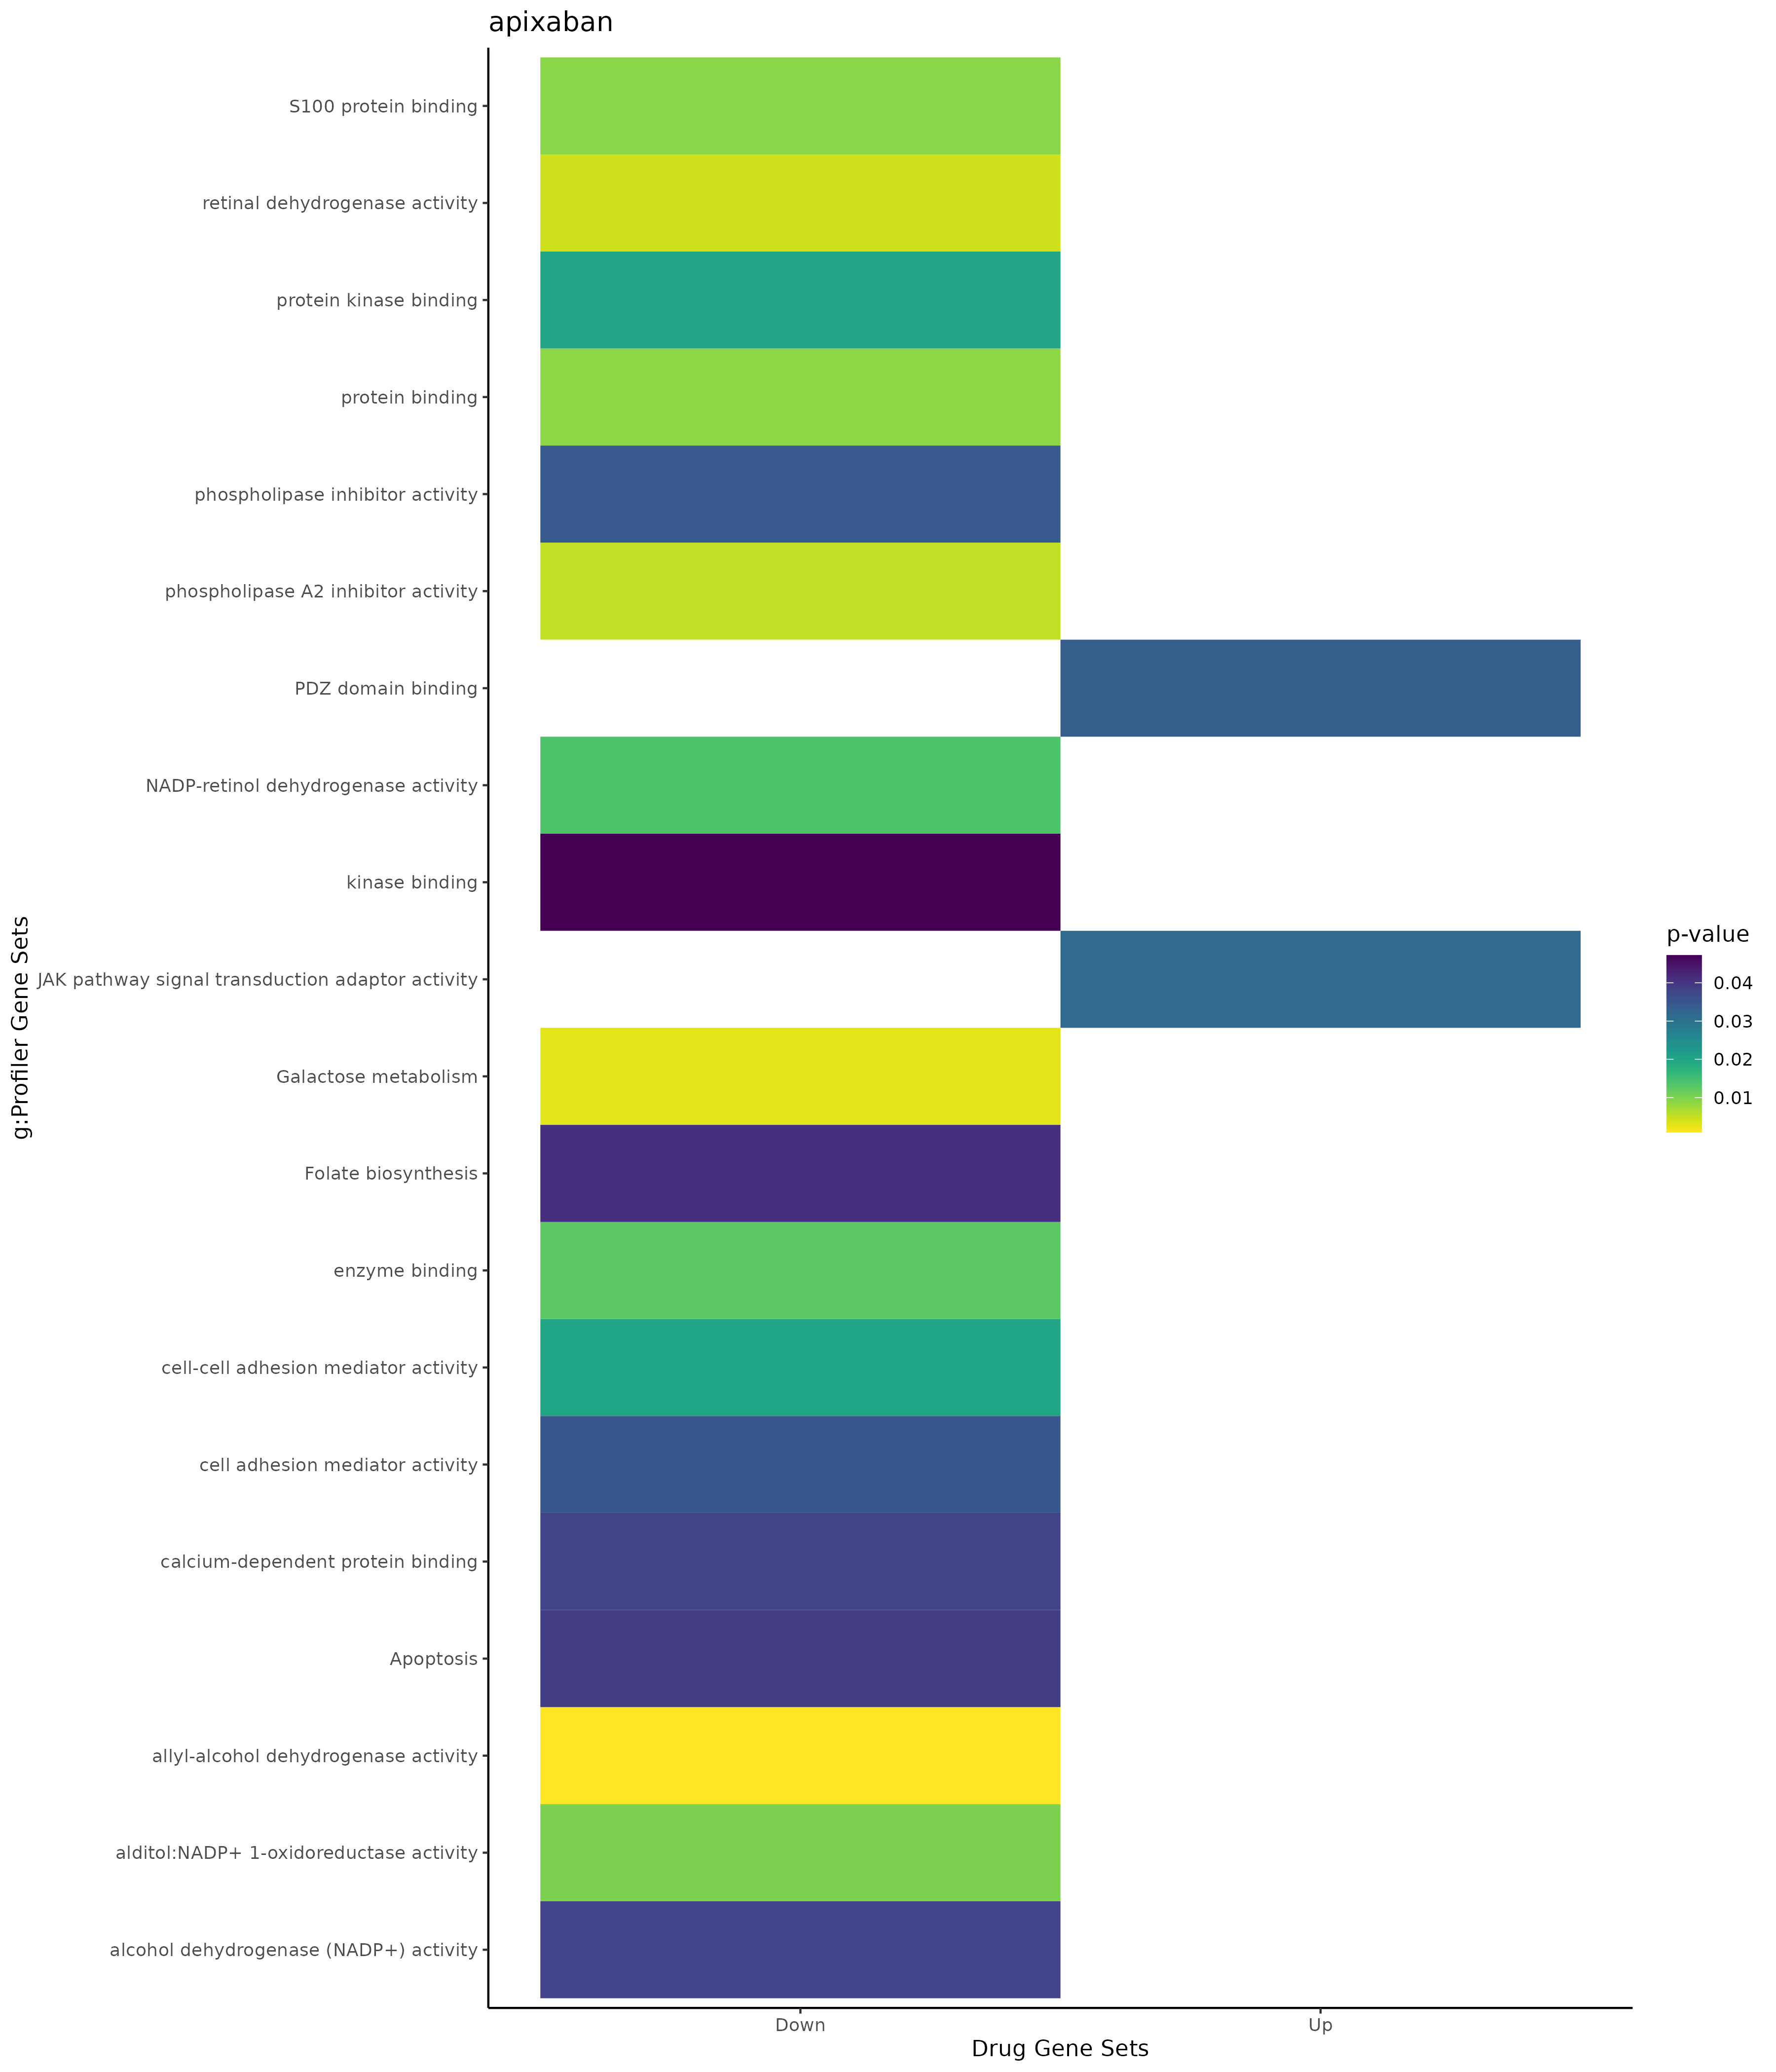 apixaban
S100 protein binding
retinal dehydrogenase activity
protein kinase binding
protein binding
phospholipase inhibitor activity
phospholipase A2 inhibitor activity
PDZ domain binding
NADP-retinol dehydrogenase activity
kinase binding
JAK pathway signal transduction adaptor activity
Galactose metabolism
Folate biosynthesis
enzyme binding
cell-cell adhesion mediator activity
cell adhesion mediator activity
calcium-dependent protein binding
Apoptosis
allyl-alcohol dehydrogenase activity
alditol:NADP+ 1-oxidoreductase activity
alcohol dehydrogenase (NADP+) activity
g:Profiler Gene Sets
Down
Up
Drug Gene Sets
p-value
0.04
0.03
0.02
0.01